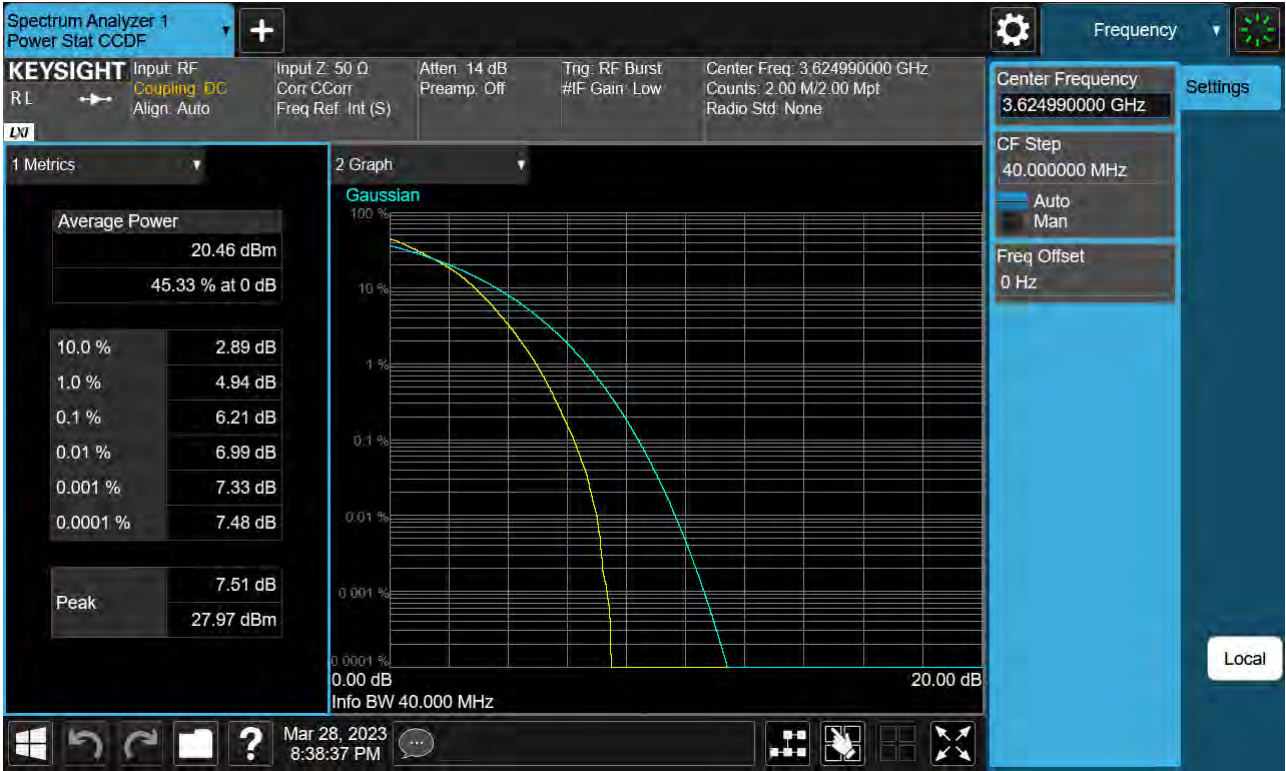 Spectrum Analyzer 1
Power Stat CCDF
+
Frequency
KEYSIGHT
R L
LXI
Input: RF
Coupling: DC
Align: Auto
Input Z: 50 Ω
Corr CCorr
Freq Ref: Int (S)
Atten: 14 dB
Preamp: Off
Trig: RF Burst
#IF Gain: Low
Center Freq: 3.624990000 GHz
Counts: 2.00 M/2.00 Mpt
Radio Std: None
Center Frequency
3.624990000 GHz
Settings
CF Step
40.000000 MHz
Auto
Man
Freq Offset
0 Hz
1 Metrics
Average Power
20.46 dBm
45.33 % at 0 dB
10.0 % 2.89 dB
1.0 % 4.94 dB
0.1 % 6.21 dB
0.01 % 6.99 dB
0.001 % 7.33 dB
0.0001 % 7.48 dB
Peak
7.51 dB
27.97 dBm
2 Graph
Gaussian
100 %
10 %
1 %
0.1 %
0.01 %
0.001 %
0.0001 %
0.00 dB 20.00 dB
Info BW 40.000 MHz
Local
?
Mar 28, 2023
8:38:37 PM